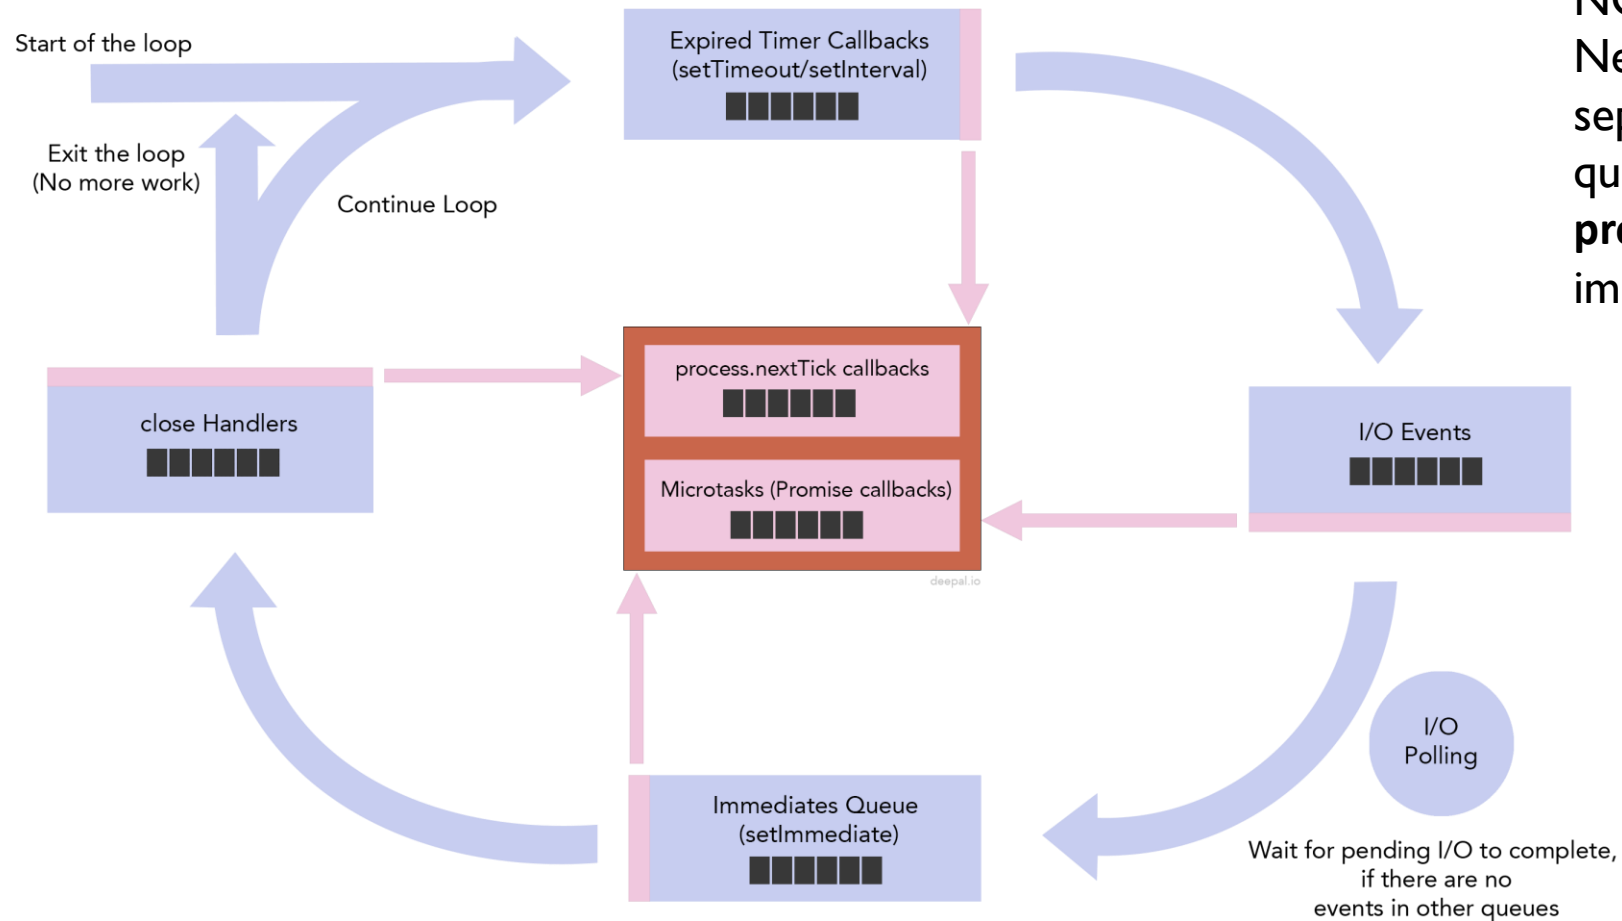 Start of the loop
Exit the loop
(No more work)
Continue Loop
Expired Timer Callbacks
(setTimeout/setInterval)
process.nextTick callbacks
Microtasks (Promise callbacks)
deepal.io
close Handlers
I/O Events
I/O
Polling
Wait for pending I/O to complete,
if there are no
events in other queues
Immediates Queue
(setImmediate)